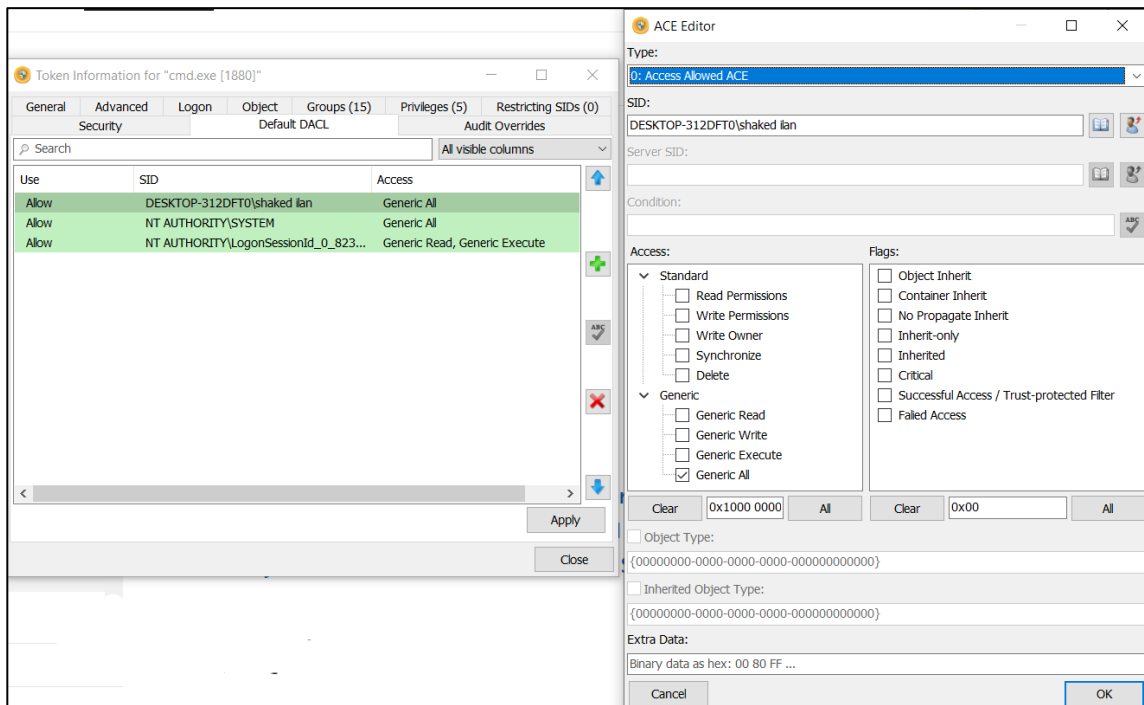 Token Information for "cmd.exe [1880]"
General Advanced Logon Object Groups (15) Privileges (5) Restricting SIDs (0)
Security Default DACL Audit Overrides
Search All visible columns
Use SID Access
Allow DESKTOP-312DFT0\shaked ilan Generic All
Allow NT AUTHORITY\SYSTEM Generic All
Allow NT AUTHORITY\LogonSessionId_0_823... Generic Read, Generic Execute
ABC
Apply
Close
ACE Editor
Type:
0: Access Allowed ACE
SID:
DESKTOP-312DFT0\shaked ilan
Server SID:
Condition:
ABC
Access:
Standard
Read Permissions
Write Permissions
Write Owner
Synchronize
Delete
Generic
Generic Read
Generic Write
Generic Execute
Generic All
Clear 0x1000 0000 All
Flags:
Object Inherit
Container Inherit
No Propagate Inherit
Inherit-only
Inherited
Critical
Successful Access / Trust-protected Filter
Falied Access
Clear 0x00 All
Object Type:
{00000000-0000-0000-0000-000000000000}
Inherited Object Type:
{00000000-0000-0000-0000-000000000000}
Extra Data:
Binary data as hex: 00 80 FF ...
Cancel OK